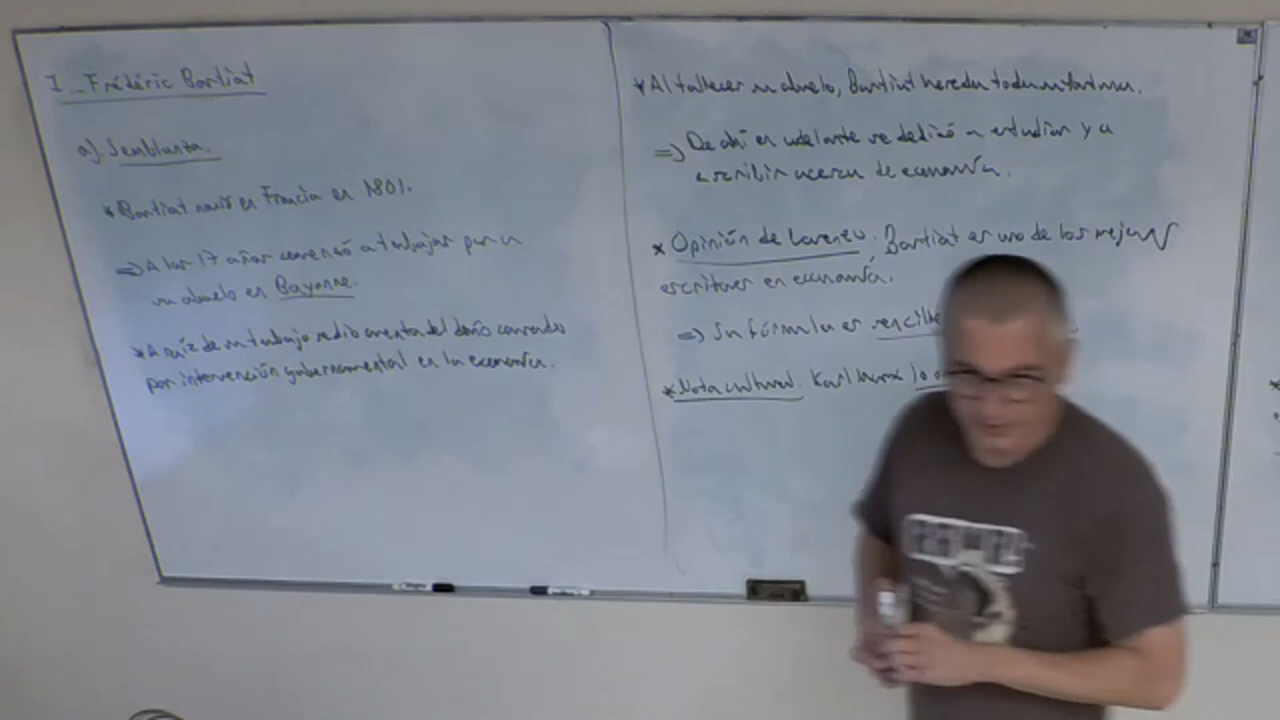 I._ Frédéric Bastiat
a). Semblanza.
* Bastiat nació en Francia en 1801.
=> A los 17 años comenzó a trabajar para
su abuelo en Bayonne.
* A raíz de su trabajo se dio cuenta del daño causado
por intervención gubernamental en la economía.
* Al fallecer su abuelo, Bastiat hereda toda su fortuna.
=> De ahí en adelante se dedicó a estudiar y a
escribir acerca de economía.
* Opinión de Lorenzo. Bastiat es uno de los mejores
escritores en economía.
=> Su fórmula es
* Nota cultural. Karl Marx lo